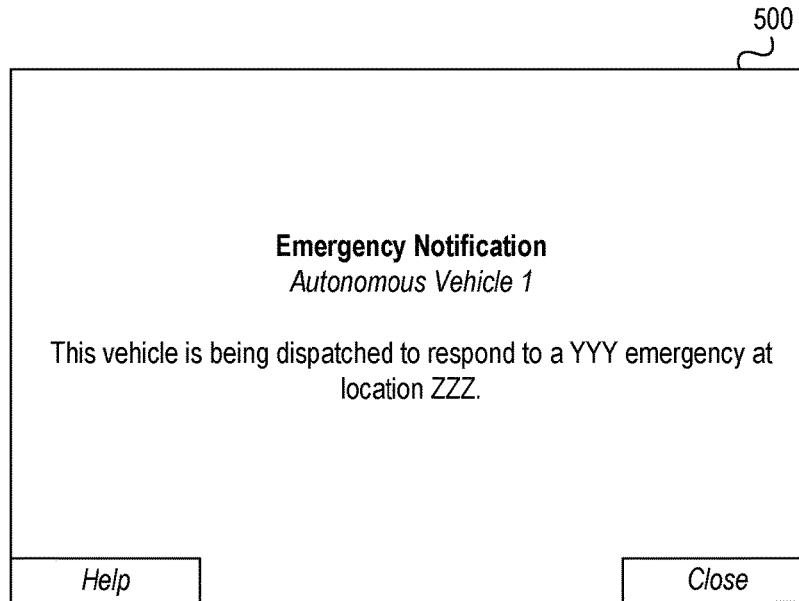 500
Emergency Notification
Autonomous Vehicle 1
This vehicle is being dispatched to respond to a YYY emergency at
location ZZZ.
Help
Close